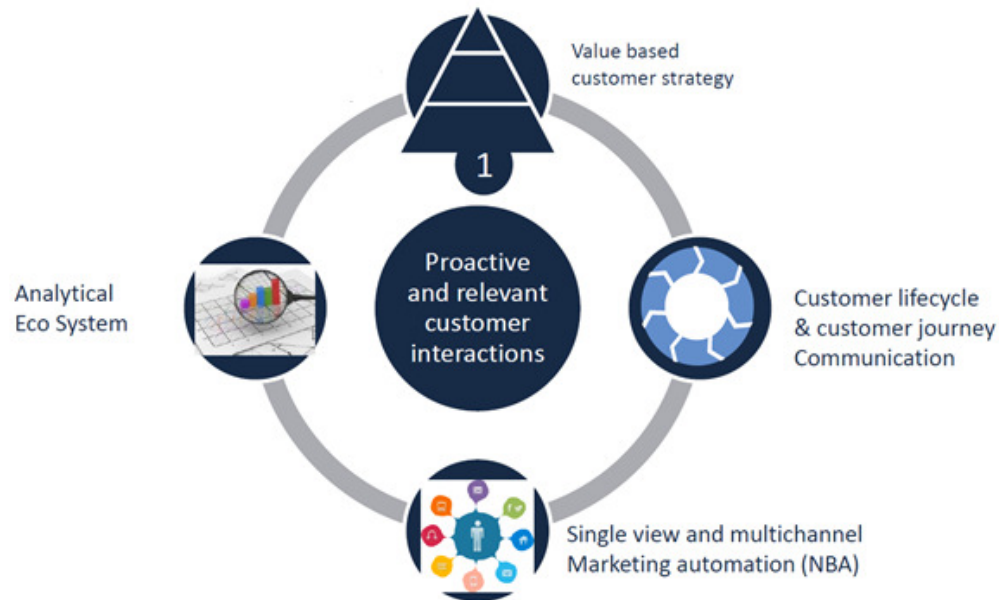 Value based
customer strategy
1
Proactive
and relevant
customer
interactions
Analytical
Eco System
Customer lifecycle
& customer journey
Communication
Single view and multichannel
Marketing automation (NBA)